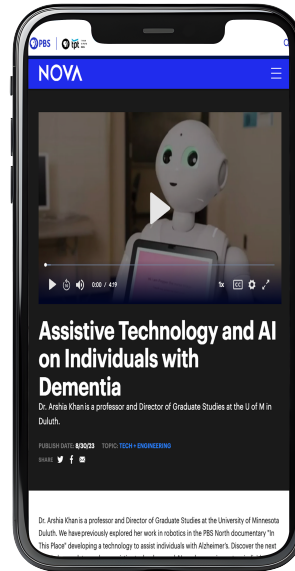 PBS tpt
NOVA
0:00 / 4:19 1x CC
Assistive Technology and AI
on Individuals with
Dementia
Dr. Arshia Khan is a professor and Director of Graduate Studies at the U of M in
Duluth.
PUBLISH DATE: 8/30/23 TOPIC: TECH + ENGINEERING
SHARE
Dr. Arshia Khan is a professor and Director of Graduate Studies at the University of Minnesota
Duluth. We have previously explored her work in robotics in the PBS North documentary "In
This Place" developing a technology to assist individuals with Alzheimer's. Discover the next